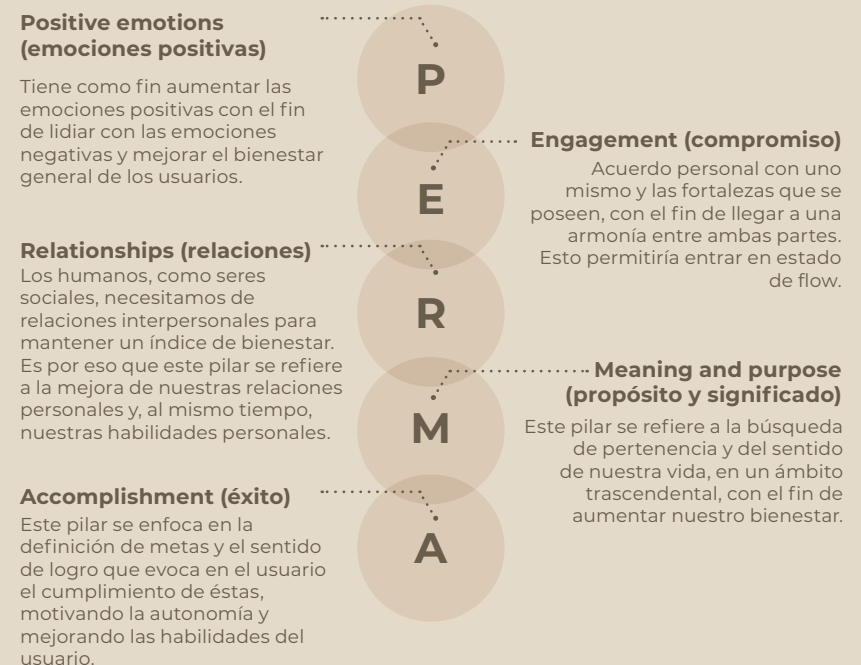 Positive emotions
(emociones positivas)
Tiene como fin aumentar las
emociones positivas con el fin
de lidiar con las emociones
negativas y mejorar el bienestar
general de los usuarios.
P
Engagement (compromiso)
Acuerdo personal con uno
mismo y las fortalezas que se
poseen, con el fin de llegar a una
armonía entre ambas partes.
Esto permitiría entrar en estado
de flow.
E
Relationships (relaciones)
Los humanos, como seres
sociales, necesitamos de
relaciones interpersonales para
mantener un índice de bienestar.
Es por eso que este pilar se refiere
a la mejora de nuestras relaciones
personales y, al mismo tiempo,
nuestras habilidades personales.
R
Meaning and purpose
(propósito y significado)
Este pilar se refiere a la búsqueda
de pertenencia y del sentido
de nuestra vida, en un ámbito
trascendental, con el fin de
aumentar nuestro bienestar.
M
Accomplishment (éxito)
Este pilar se enfoca en la
definición de metas y el sentido
de logro que evoca en el usuario
el cumplimiento de éstas,
motivando la autonomía y
mejorando las habilidades del
usuario.
A